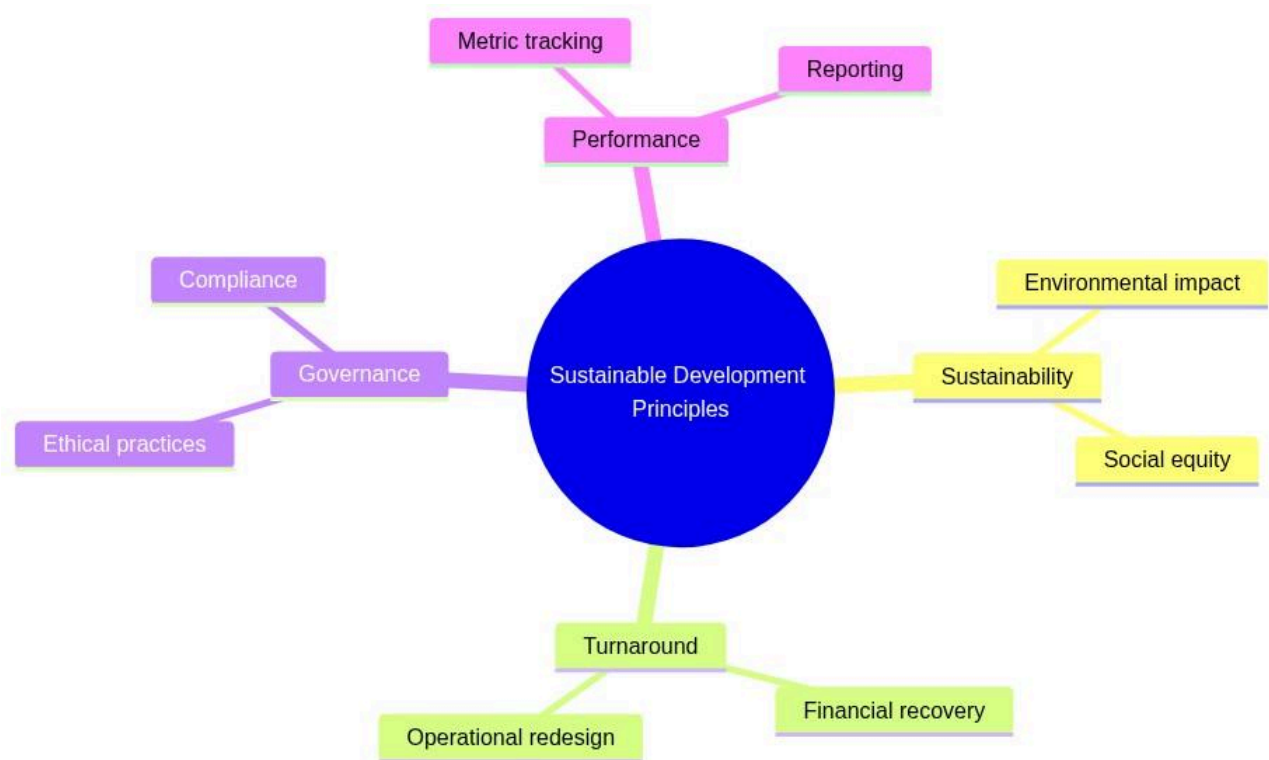 Metric tracking
Reporting
Performance
Compliance
Environmental impact
Governance
Sustainable Development
Principles
Sustainability
Ethical practices
Social equity
Turnaround
Financial recovery
Operational redesign